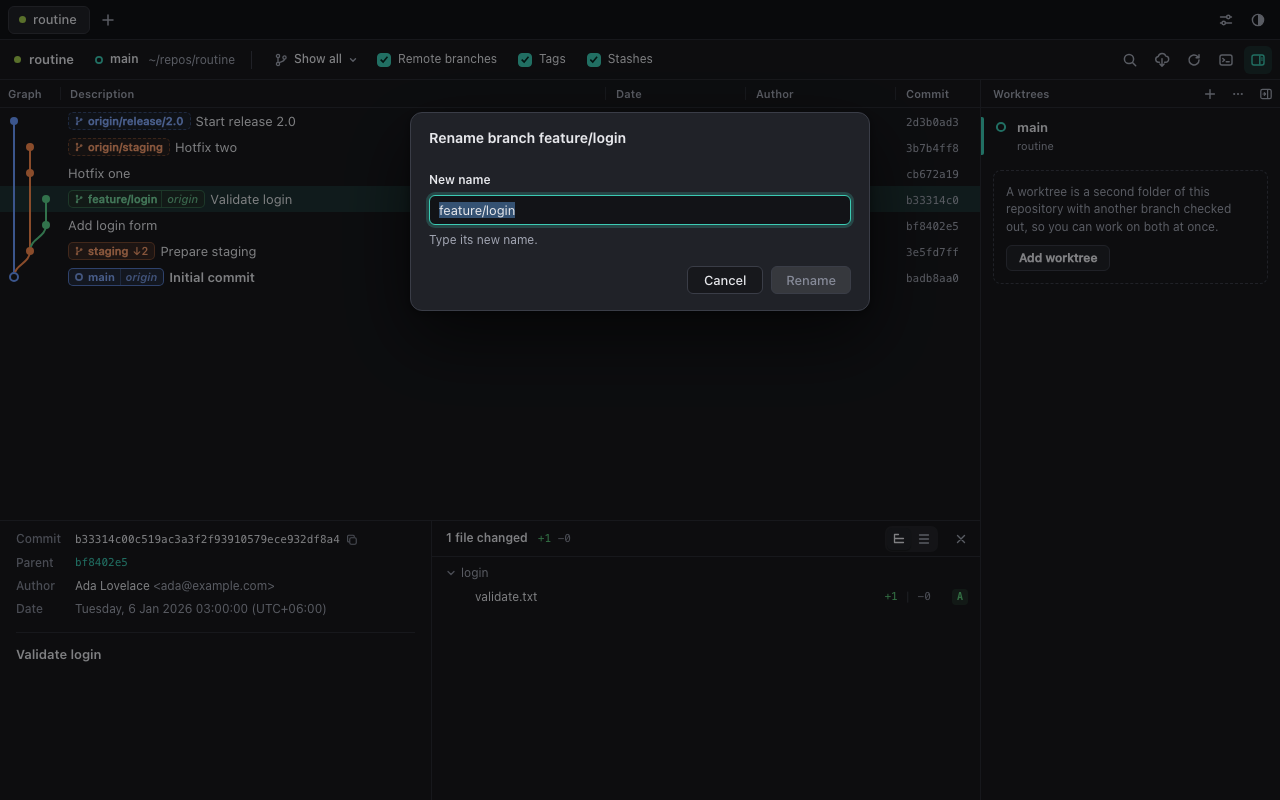 routine
routine main ~/repos/routine Show all Remote branches Tags Stashes
Graph Description Date Author Commit Worktrees
origin/release/2.0 Start release 2.0 2d3b0ad3
origin/staging Hotfix two 3b7b4ff8
Hotfix one cb672a19
feature/login origin Validate login b33314c0
Add login form bf8402e5
staging ↓2 Prepare staging 3e5fd7ff
main origin Initial commit badb8aa0
Rename branch feature/login
New name
feature/login
Type its new name.
Cancel Rename
main
routine
A worktree is a second folder of this
repository with another branch checked
out, so you can work on both at once.
Add worktree
Commit b33314c00c519ac3a3f2f93910579ece932df8a4
Parent bf8402e5
Author Ada Lovelace <ada@example.com>
Date Tuesday, 6 Jan 2026 03:00:00 (UTC+06:00)
Validate login
1 file changed +1 −0
login
validate.txt +1 −0 A